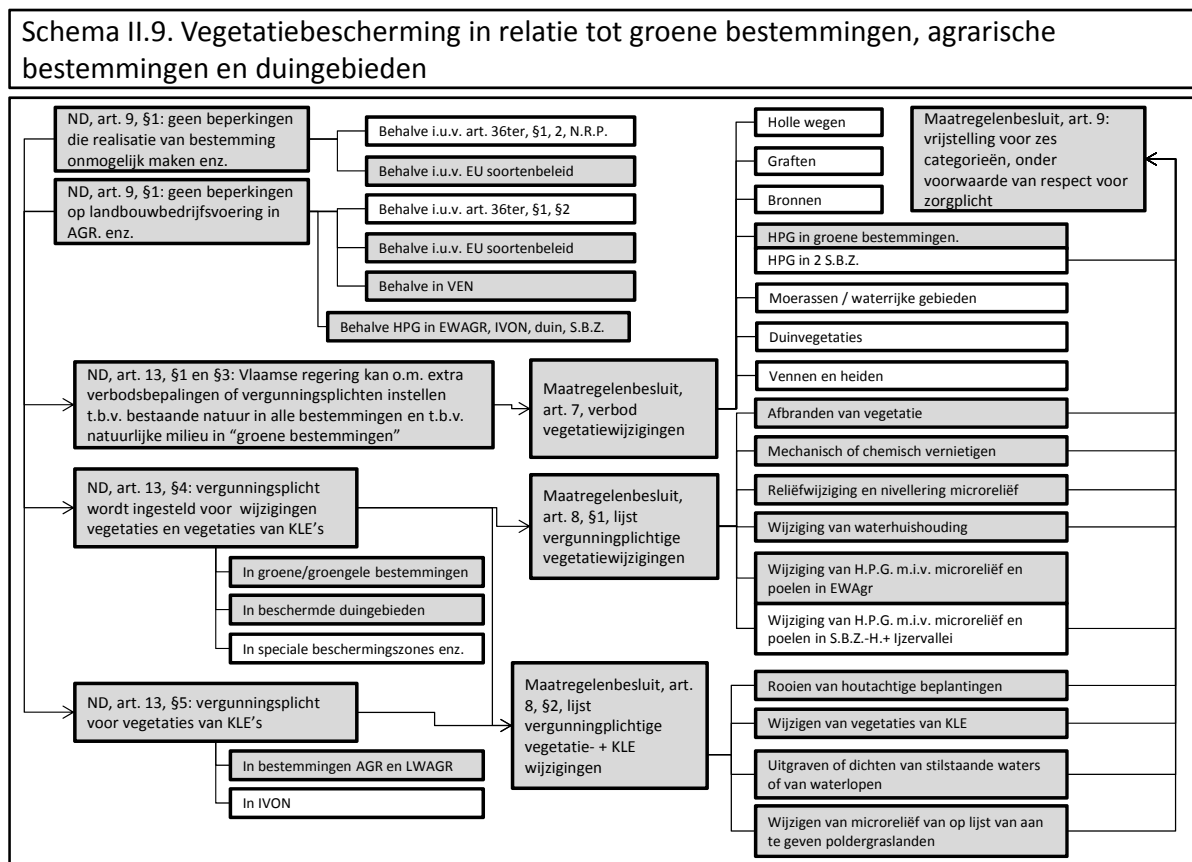 Schema II.9. Vegetatiebescherming in relatie tot groene bestemmingen, agrarische
bestemmingen en duingebieden
ND, art. 9, §1: geen beperkingen
die realisatie van bestemming
onmogelijk maken enz.
Behalve i.u.v. art. 36ter, §1, 2, N.R.P.
Behalve i.u.v. EU soortenbeleid
ND, art. 9, §1: geen beperkingen
op landbouwbedrijfsvoering in
AGR. enz.
Behalve i.u.v. art. 36ter, §1, §2
Behalve i.u.v. EU soortenbeleid
Behalve in VEN
Behalve HPG in EWAGR, IVON, duin, S.B.Z.
ND, art. 13, §1 en §3: Vlaamse regering kan o.m. extra
verbodsbepalingen of vergunningsplichten instellen
t.b.v. bestaande natuur in alle bestemmingen en t.b.v.
natuurlijke milieu in “groene bestemmingen”
Maatregelenbesluit,
art. 7, verbod
vegetatiewijzigingen
Holle wegen
Graften
Bronnen
HPG in groene bestemmingen.
HPG in 2 S.B.Z.
Moerassen / waterrijke gebieden
Duinvegetaties
Vennen en heiden
Maatregelenbesluit, art. 9:
vrijstelling voor zes
categorieën, onder
voorwaarde van respect voor
zorgplicht
ND, art. 13, §4: vergunningsplicht
wordt ingesteld voor wijzigingen
vegetaties en vegetaties van KLE’s
In groene/groengele bestemmingen
In beschermde duingebieden
In speciale beschermingszones enz.
Maatregelenbesluit,
art. 8, §1, lijst
vergunningplichtige
vegetatiewijzigingen
Afbranden van vegetatie
Mechanisch of chemisch vernietigen
Reliëfwijziging en nivellering microreliëf
Wijziging van waterhuishouding
Wijziging van H.P.G. m.i.v. microreliëf en
poelen in EWAgr
Wijziging van H.P.G. m.i.v. microreliëf en
poelen in S.B.Z.-H.+ Ijzervallei
ND, art. 13, §5: vergunningsplicht
voor vegetaties van KLE’s
In bestemmingen AGR en LWAGR
In IVON
Maatregelenbesluit, art.
8, §2, lijst
vergunningplichtige
vegetatie- + KLE
wijzigingen
Rooien van houtachtige beplantingen
Wijzigen van vegetaties van KLE
Uitgraven of dichten van stilstaande waters
of van waterlopen
Wijzigen van microreliëf van op lijst van aan
te geven poldergraslanden